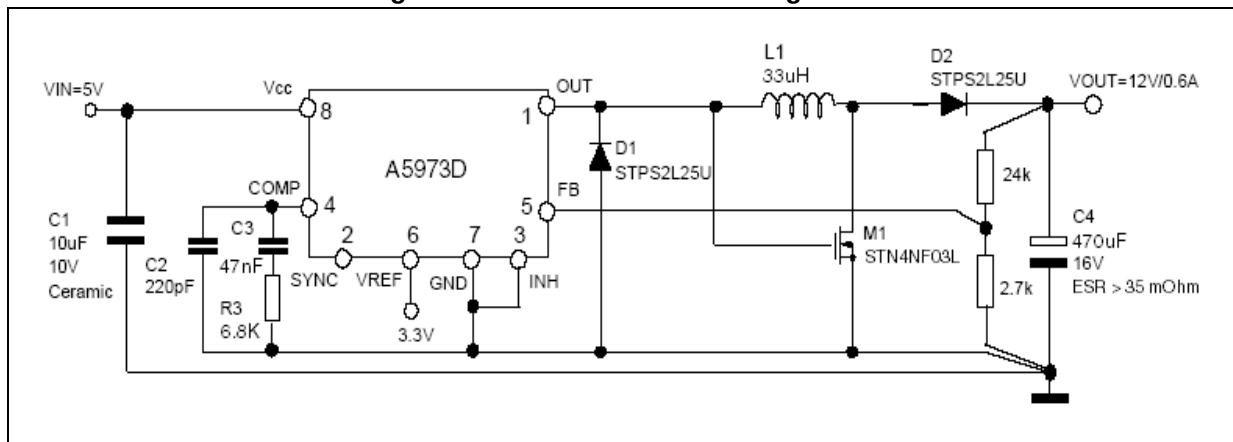 VIN=5V
Vcc
8
OUT
1
L1
33uH
D2
STPS2L25U
VOUT=12V/0.6A
A5973D
D1
STPS2L25U
24k
COMP
4
FB
5
C1
10uF
10V
Ceramic
C2
220pF
C3
47nF
R3
6.8K
2
SYNC
6
VREF
3.3V
7
GND
3
INH
M1
STN4NF03L
2.7k
C4
470uF
16V
ESR > 35 mOhm